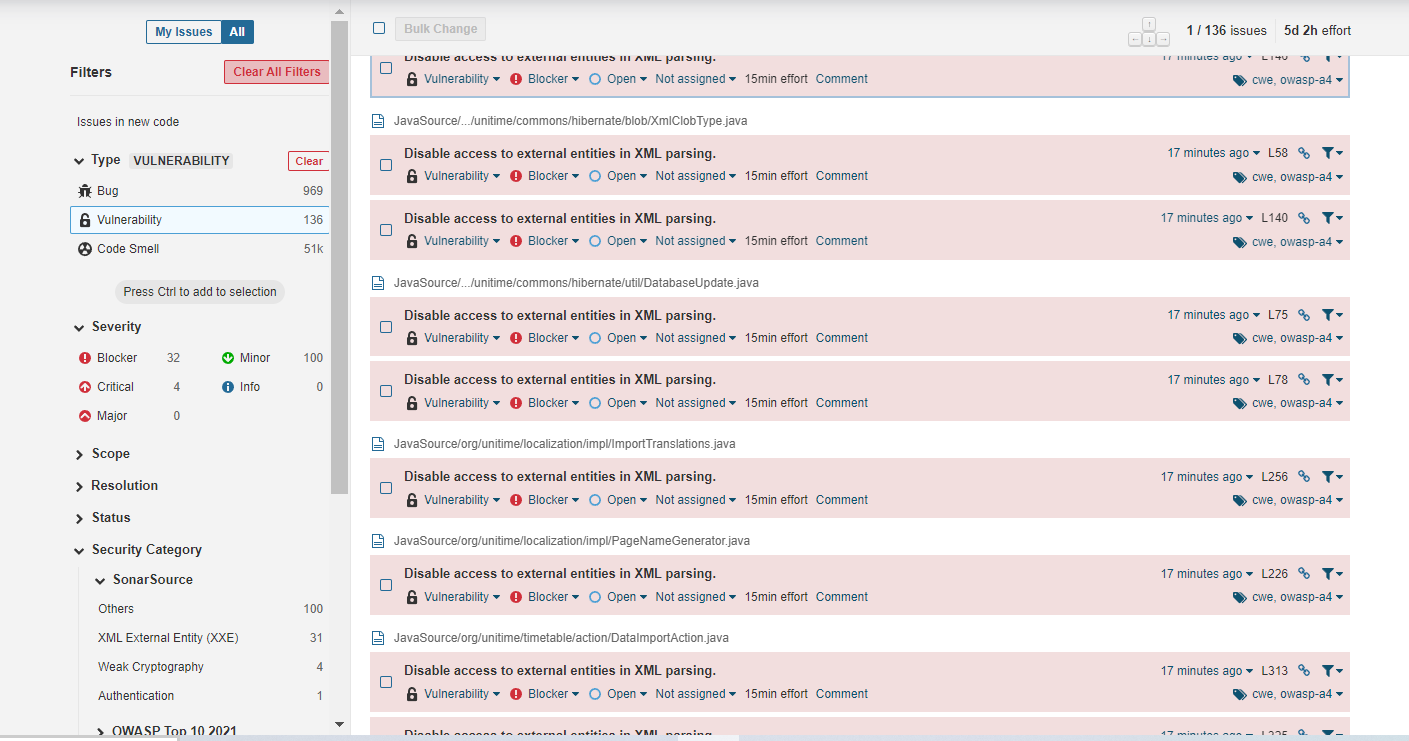 My Issues All
Filters Clear All Filters
Issues in new code
Type VULNERABILITY Clear
Bug 969
Vulnerability 136
Code Smell 51k
Press Ctrl to add to selection
Severity
Blocker 32 Minor 100
Critical 4 Info 0
Major 0
Scope
Resolution
Status
Security Category
SonarSource
Others 100
XML External Entity (XXE) 31
Weak Cryptography 4
Authentication 1
OWASP Top 10 2021
Bulk Change 1 / 136 issues 5d 2h effort
Disable access to external entities in XML parsing. 17 minutes ago L146
Vulnerability Blocker Open Not assigned 15min effort Comment cwe, owasp-a4
JavaSource/.../unitime/commons/hibernate/blob/XmlClobType.java
Disable access to external entities in XML parsing. 17 minutes ago L58
Vulnerability Blocker Open Not assigned 15min effort Comment cwe, owasp-a4
Disable access to external entities in XML parsing. 17 minutes ago L140
Vulnerability Blocker Open Not assigned 15min effort Comment cwe, owasp-a4
JavaSource/.../unitime/commons/hibernate/util/DatabaseUpdate.java
Disable access to external entities in XML parsing. 17 minutes ago L75
Vulnerability Blocker Open Not assigned 15min effort Comment cwe, owasp-a4
Disable access to external entities in XML parsing. 17 minutes ago L78
Vulnerability Blocker Open Not assigned 15min effort Comment cwe, owasp-a4
JavaSource/org/unitime/localization/impl/ImportTranslations.java
Disable access to external entities in XML parsing. 17 minutes ago L256
Vulnerability Blocker Open Not assigned 15min effort Comment cwe, owasp-a4
JavaSource/org/unitime/localization/impl/PageNameGenerator.java
Disable access to external entities in XML parsing. 17 minutes ago L226
Vulnerability Blocker Open Not assigned 15min effort Comment cwe, owasp-a4
JavaSource/org/unitime/timetable/action/DataImportAction.java
Disable access to external entities in XML parsing. 17 minutes ago L313
Vulnerability Blocker Open Not assigned 15min effort Comment cwe, owasp-a4
Disable access to external entities in XML parsing. 17 minutes ago L325